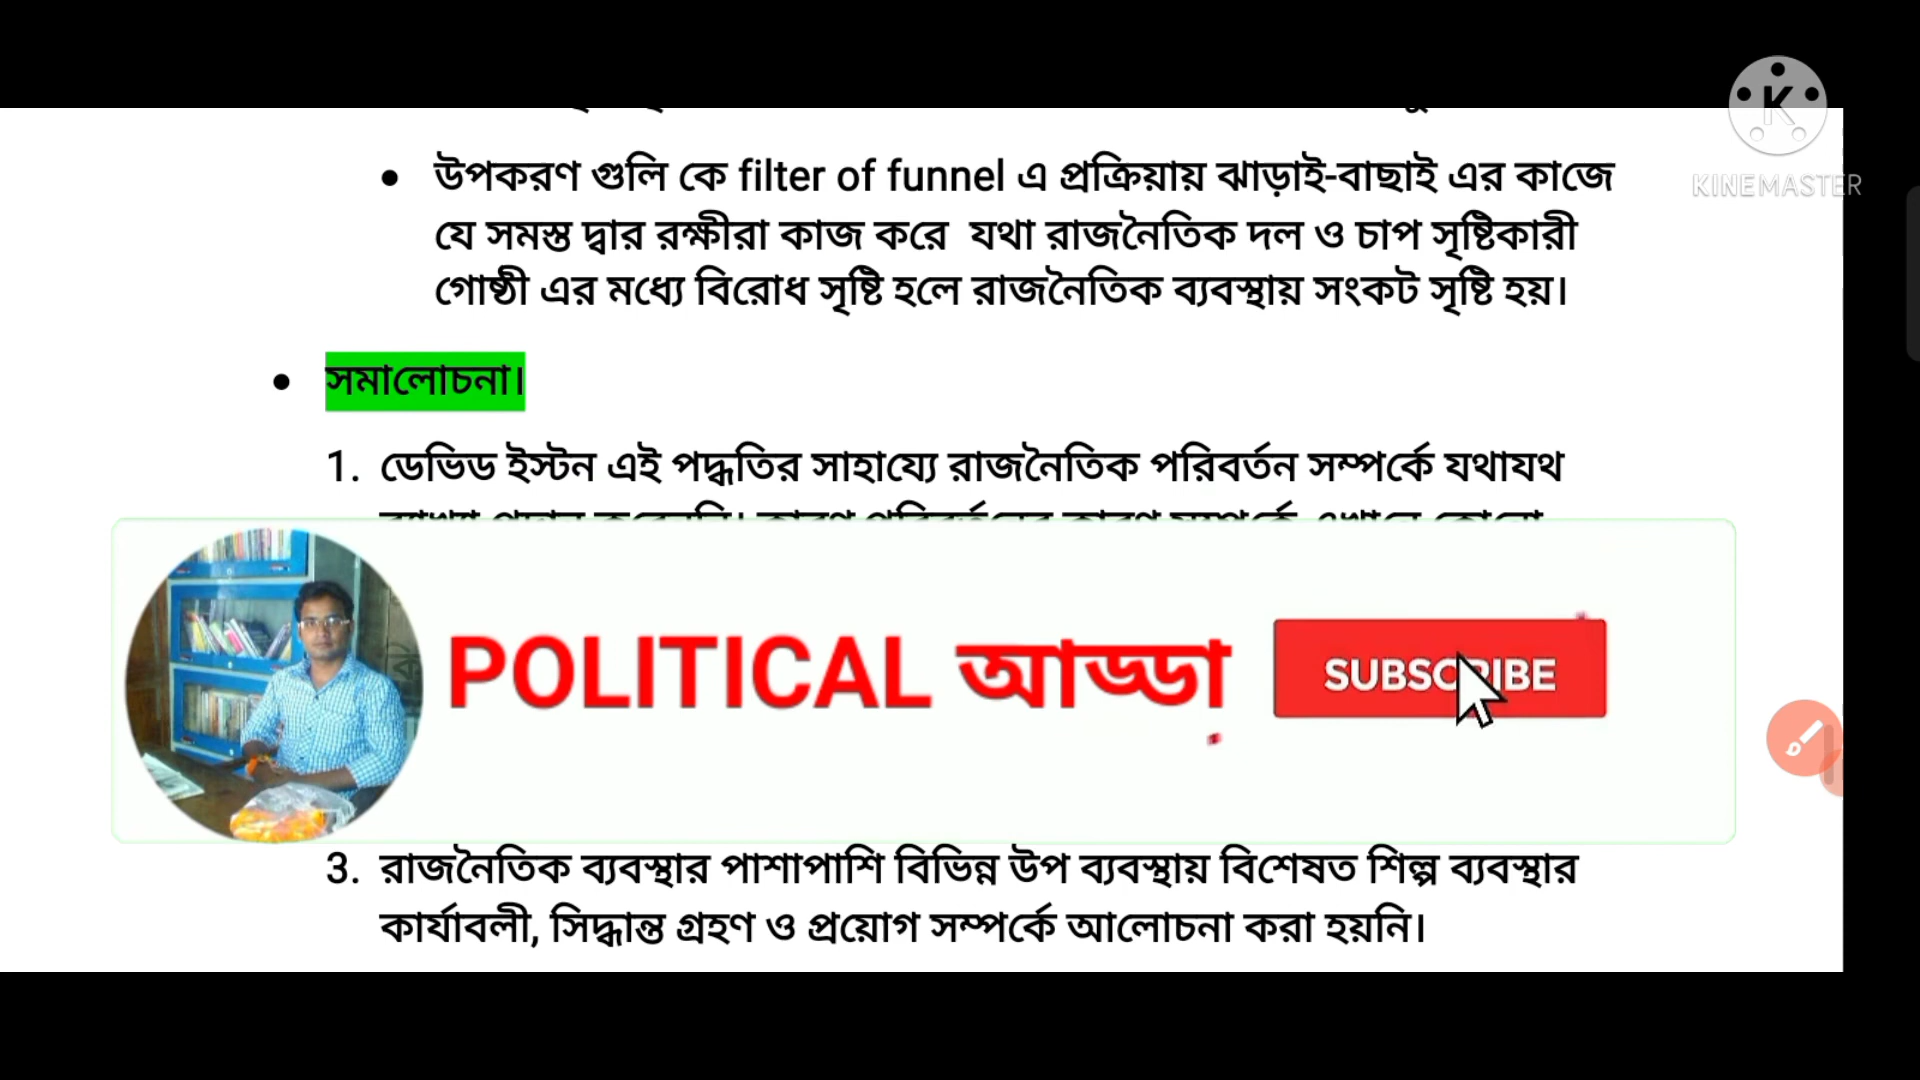 KINEMASTER
• উপকরণ গুলি কে filter of funnel এ প্রক্রিয়ায় ঝাড়াই-বাছাই এর কাজে
যে সমস্ত দ্বার রক্ষীরা কাজ করে যথা রাজনৈতিক দল ও চাপ সৃষ্টিকারী
গোষ্ঠী এর মধ্যে বিরোধ সৃষ্টি হলে রাজনৈতিক ব্যবস্থায় সংকট সৃষ্টি হয়।
• সমালোচনা।
1. ডেভিড ইস্টন এই পদ্ধতির সাহায্যে রাজনৈতিক পরিবর্তন সম্পর্কে যথাযথ
POLITICAL আড্ডা
SUBSCRIBE
3. রাজনৈতিক ব্যবস্থার পাশাপাশি বিভিন্ন উপ ব্যবস্থায় বিশেষত শিল্প ব্যবস্থার
কার্যাবলী, সিদ্ধান্ত গ্রহণ ও প্রয়োগ সম্পর্কে আলোচনা করা হয়নি।